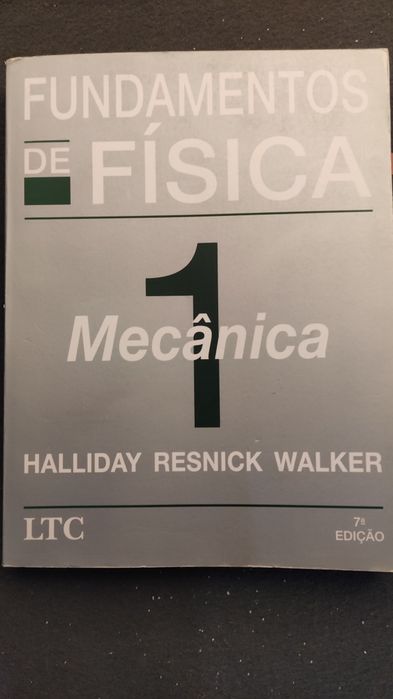 FUNDAMENTOS
DE FÍSICA
1
Mecânica
HALLIDAY RESNICK WALKER
LTC
7ª
EDIÇÃO